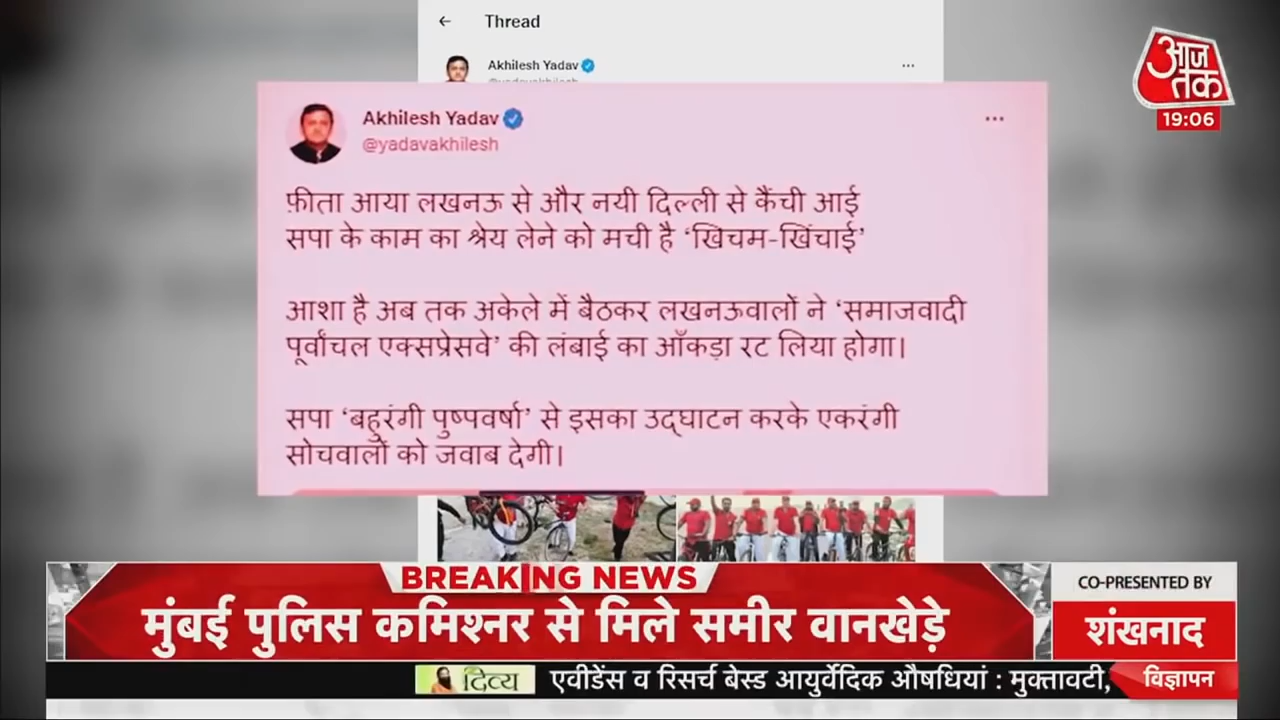 Thread
Akhilesh Yadav
आज तक
19:06
Akhilesh Yadav
@yadavakhilesh
फ़ीता आया लखनऊ से और नयी दिल्ली से कैंची आई
सपा के काम का श्रेय लेने को मची है ‘खिचम-खिंचाई’
आशा है अब तक अकेले में बैठकर लखनऊवालों ने ‘समाजवादी
पूर्वांचल एक्सप्रेसवे’ की लंबाई का आँकड़ा रट लिया होगा।
सपा ‘बहुरंगी पुष्पवर्षा’ से इसका उद्घाटन करके एकरंगी
सोचवालों को जवाब देगी।
BREAKING NEWS
मुंबई पुलिस कमिश्नर से मिले समीर वानखेड़े
CO-PRESENTED BY
शंखनाद
दिव्य
एवीडेंस व रिसर्च बेस्ड आयुर्वेदिक औषधियां : मुक्तावटी,
विज्ञापन